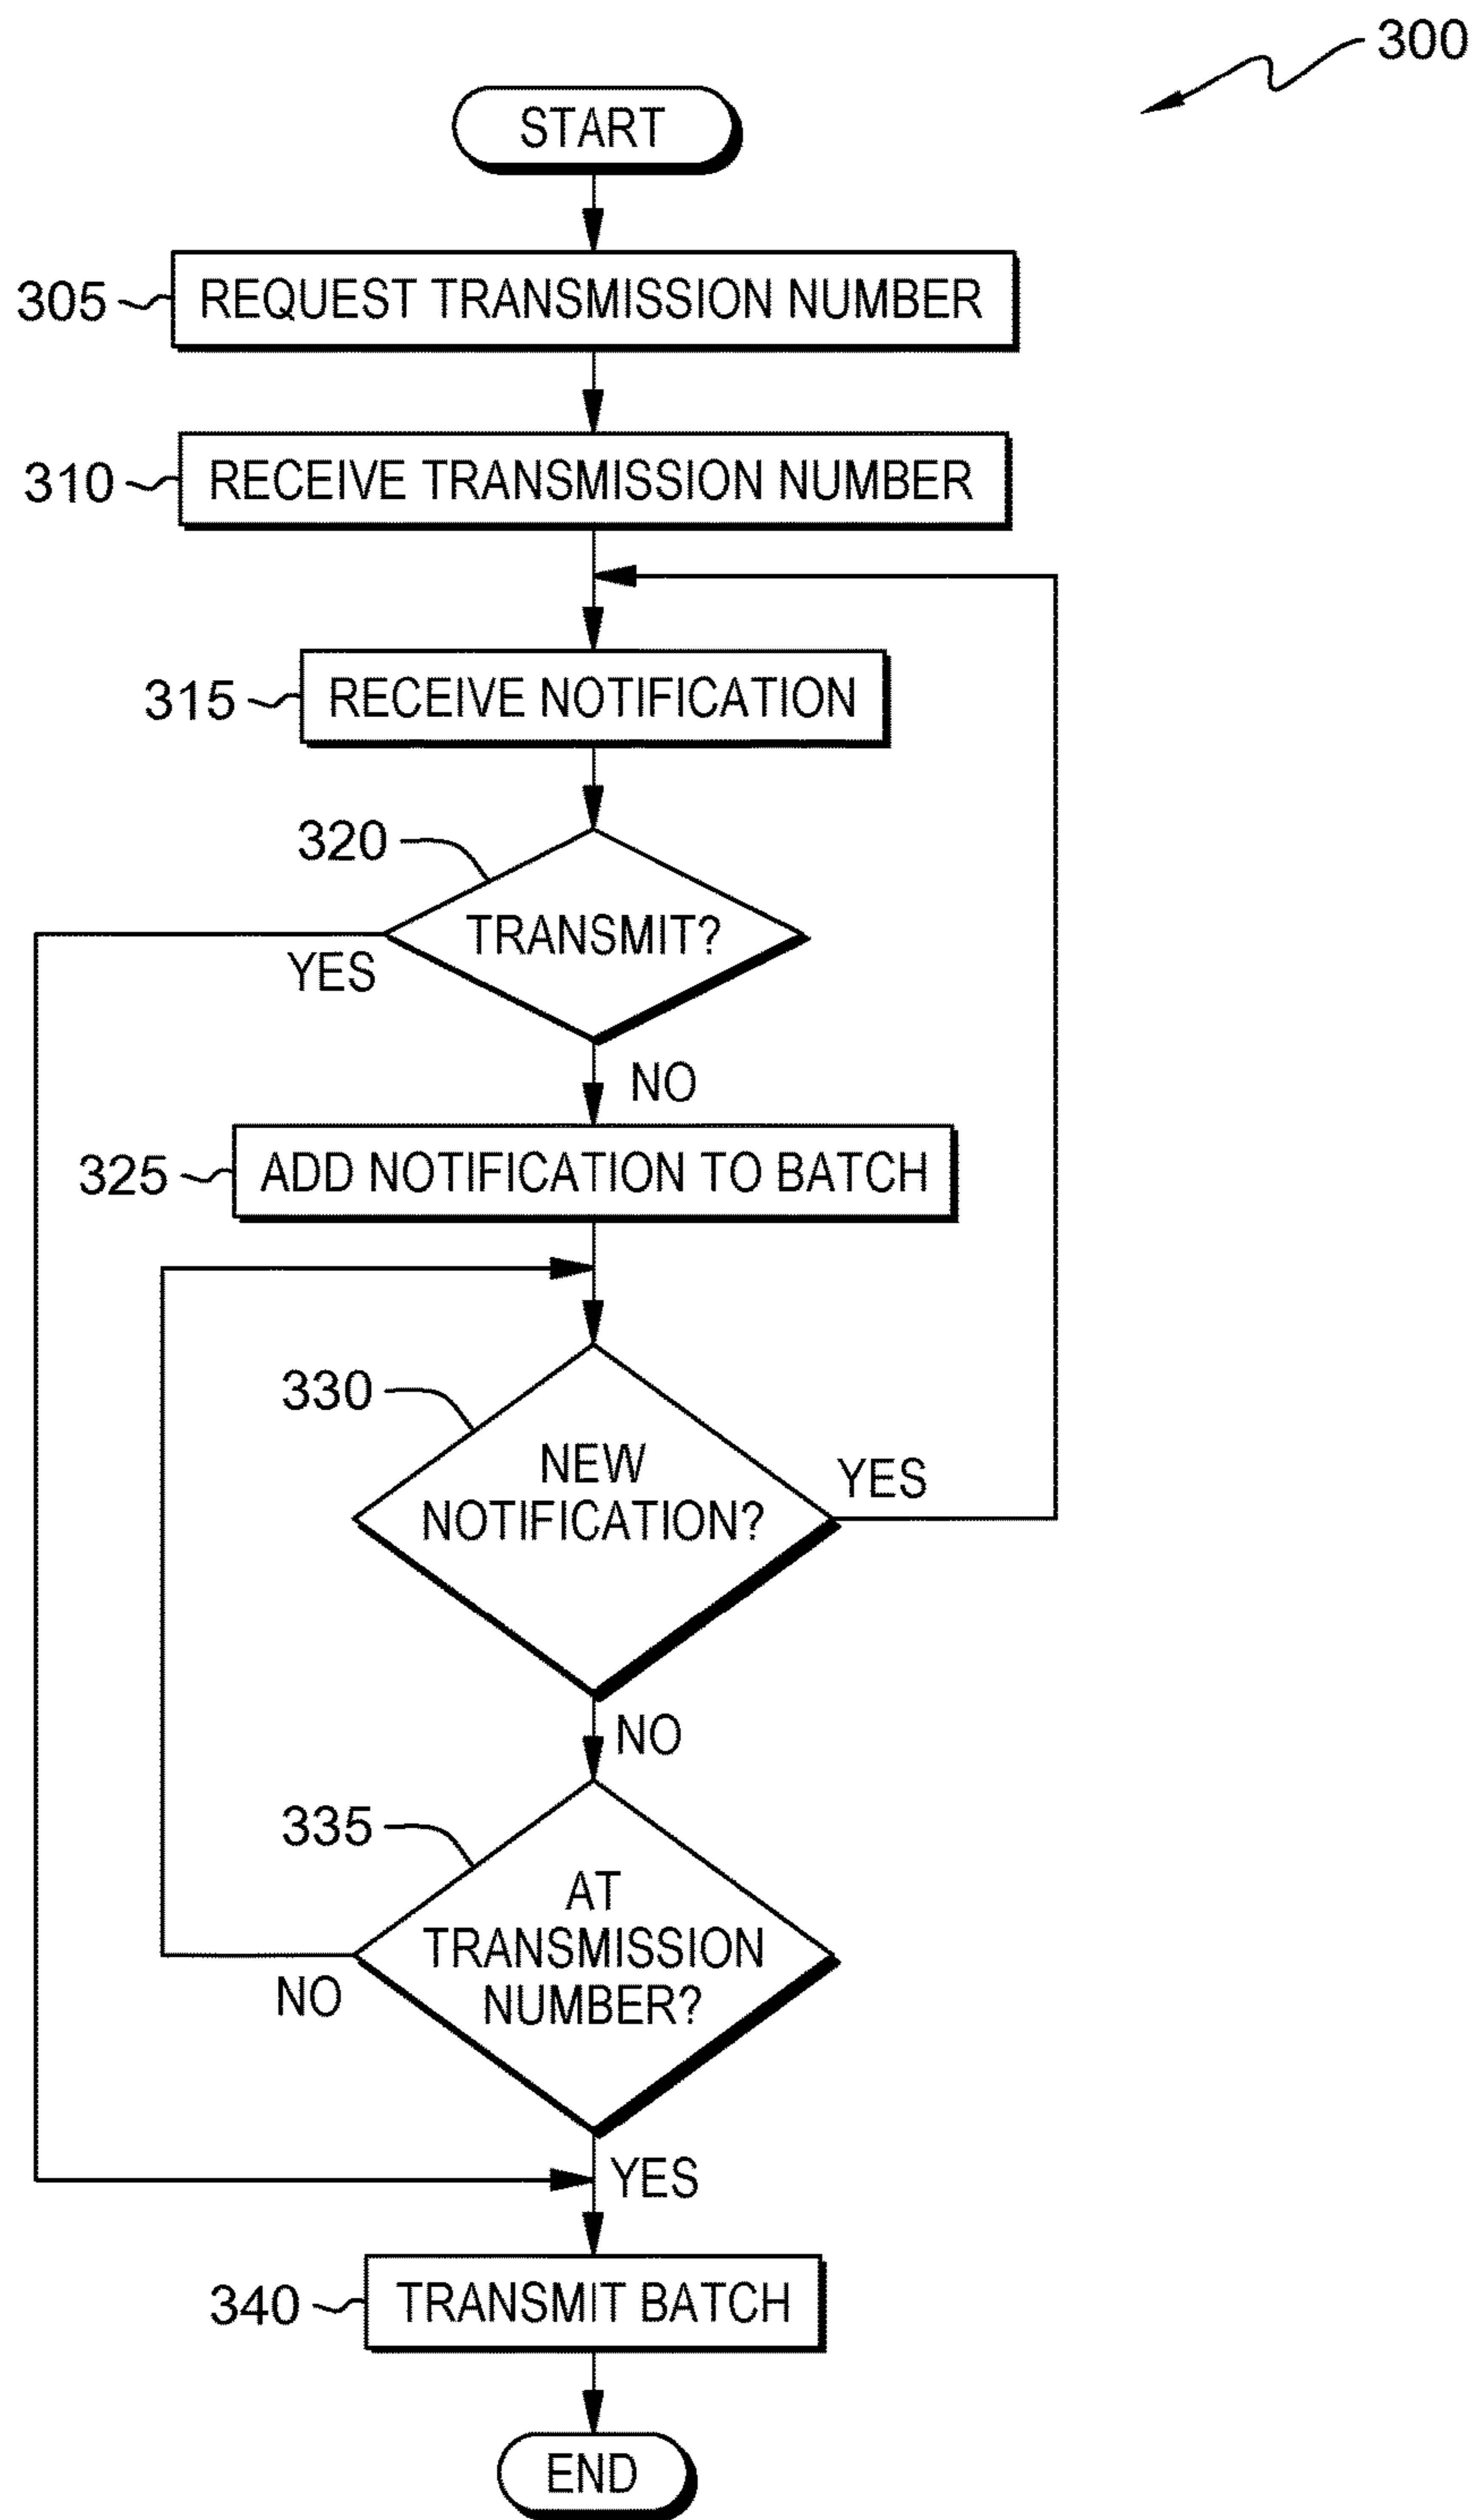 300
START
305
REQUEST TRANSMISSION NUMBER
310
RECEIVE TRANSMISSION NUMBER
315
RECEIVE NOTIFICATION
320
TRANSMIT?
YES
NO
325
ADD NOTIFICATION TO BATCH
330
NEW
NOTIFICATION?
YES
NO
335
AT
TRANSMISSION
NUMBER?
NO
YES
340
TRANSMIT BATCH
END